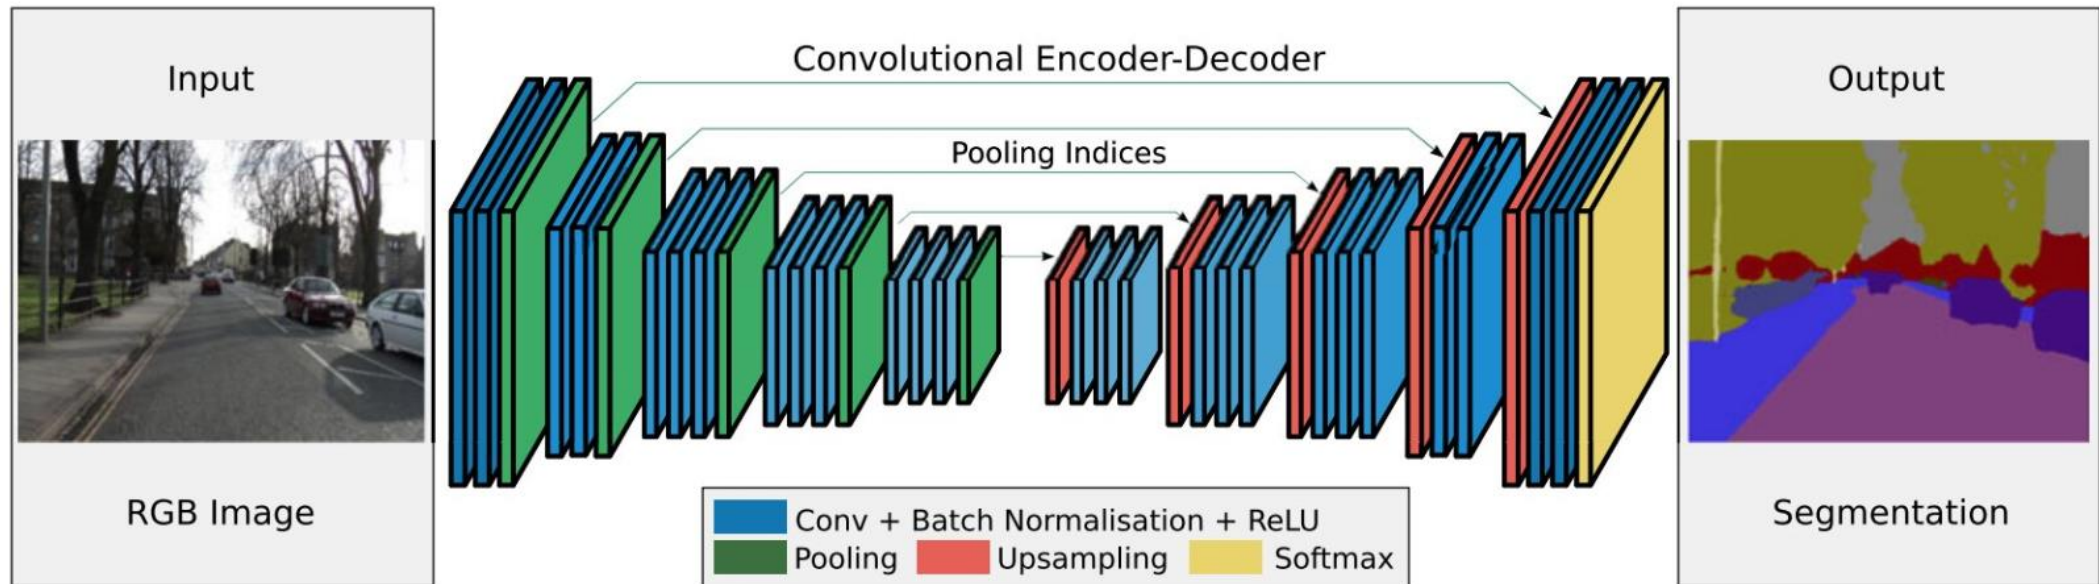 Input
RGB Image
Convolutional Encoder-Decoder
Pooling Indices
Conv + Batch Normalisation + ReLU
Pooling Upsampling Softmax
Output
Segmentation